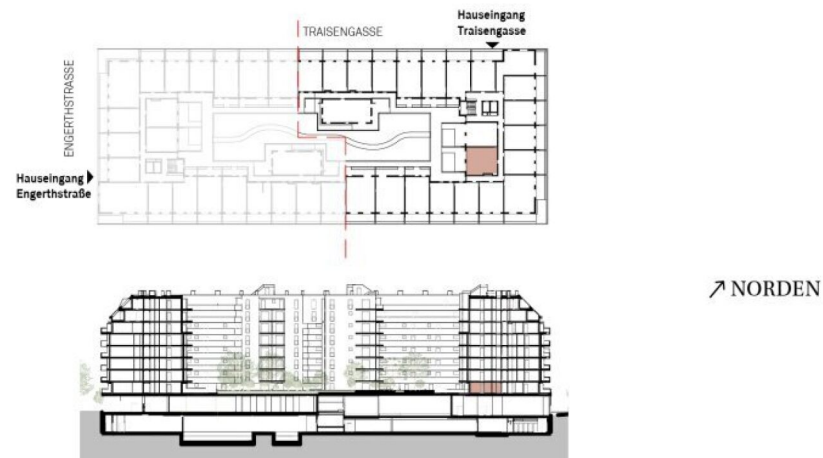 Hauseingang
Traisengasse
TRAISENGASSE
ENGERTHSTRASSE
Hauseingang
Engerthstraße
NORDEN